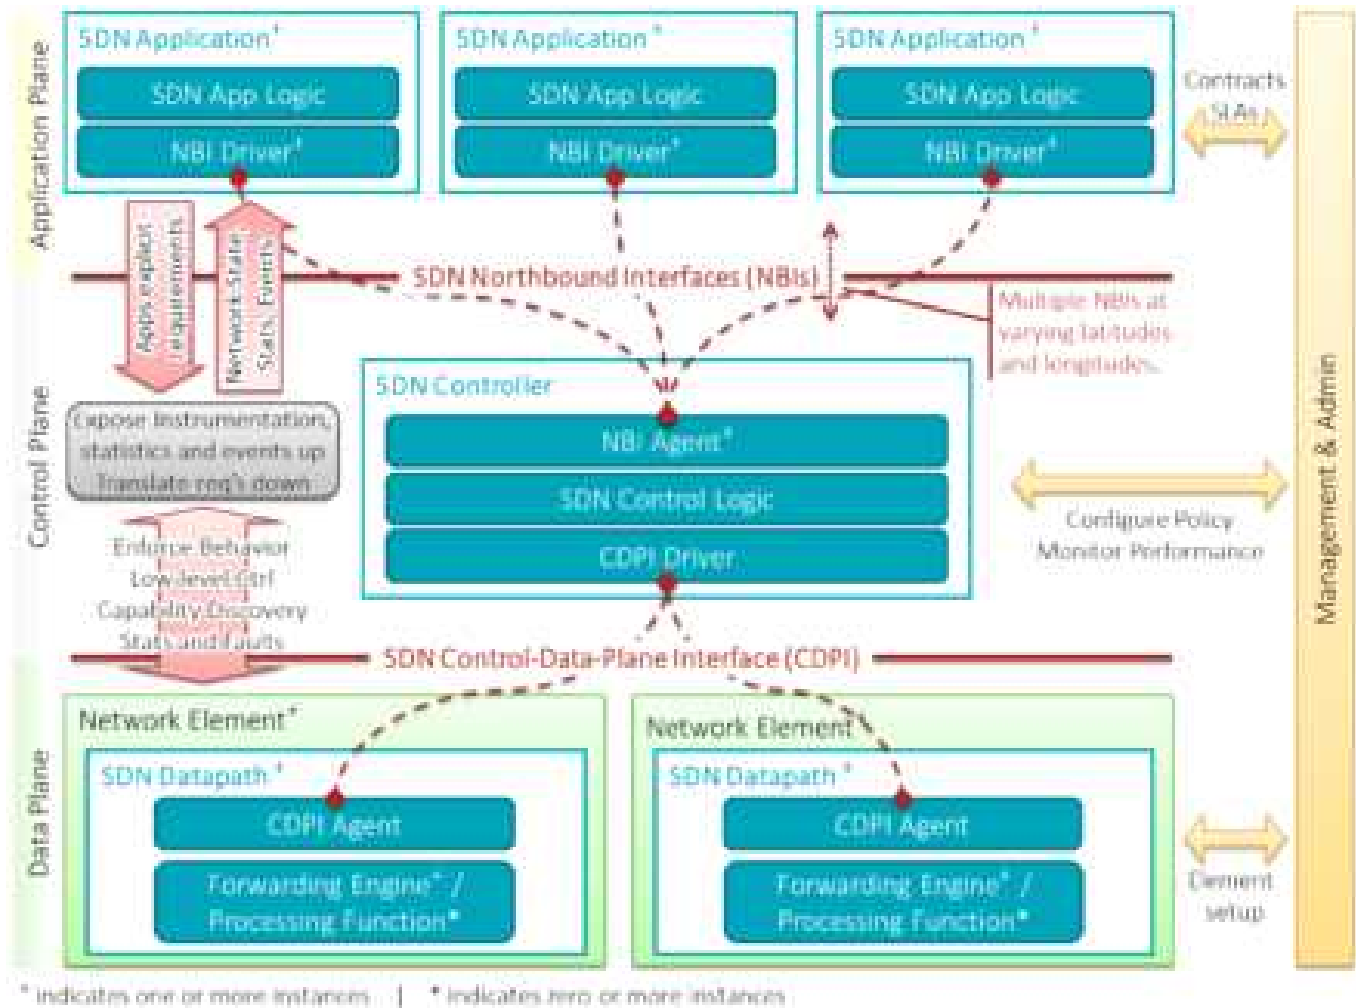 Application Plane
SDN Application+
SDN App Logic
NBI Driver+
SDN Application+
SDN App Logic
NBI Driver+
SDN Application+
SDN App Logic
NBI Driver+
Contracts
SLAs
Apps explicit
requirements
Network State
Stats, Events
SDN Northbound Interfaces (NBIs)
Multiple NBIs at
varying latitudes
and longitudes.
Control Plane
Expose Instrumentation,
statistics and events up
Translate req's down
SDN Controller
NBI Agent+
SDN Control Logic
CDPI Driver
Configure Policy
Monitor Performance
Management & Admin
Enforce Behavior
Low-level Ctrl
Capability Discovery
Stats and Faults
SDN Control-Data-Plane Interface (CDPI)
Data Plane
Network Element+
SDN Datapath+
CDPI Agent
Forwarding Engine* /
Processing Function*
Network Element
SDN Datapath+
CDPI Agent
Forwarding Engine* /
Processing Function*
Element
setup
+ indicates one or more instances | * indicates zero or more instances